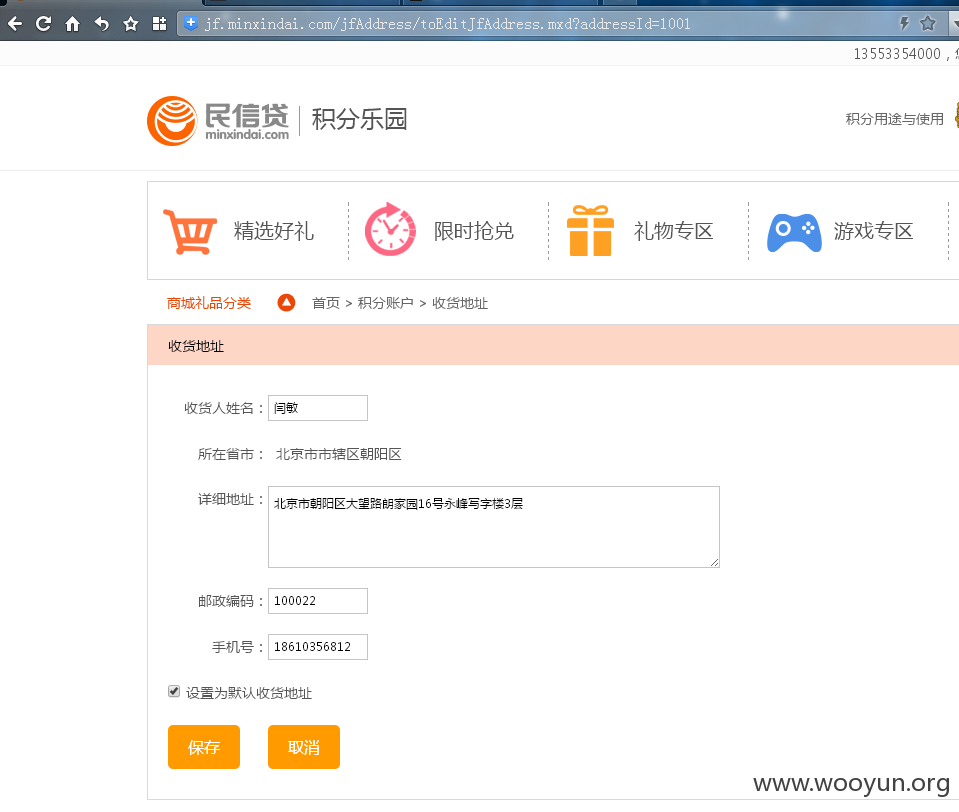 jf.minxindai.com/jfAddress/toEditJfAddress.mxd?addressId=1001
13553354000，
民信贷
minxindai.com
积分乐园
积分用途与使用
精选好礼 限时抢兑 礼物专区 游戏专区
商城礼品分类 首页 > 积分账户 > 收货地址
收货地址
收货人姓名： 闫敏
所在省市： 北京市市辖区朝阳区
详细地址： 北京市朝阳区大望路朗家园16号永峰写字楼3层
邮政编码： 100022
手机号： 18610356812
设置为默认收货地址
保存 取消
www.wooyun.org